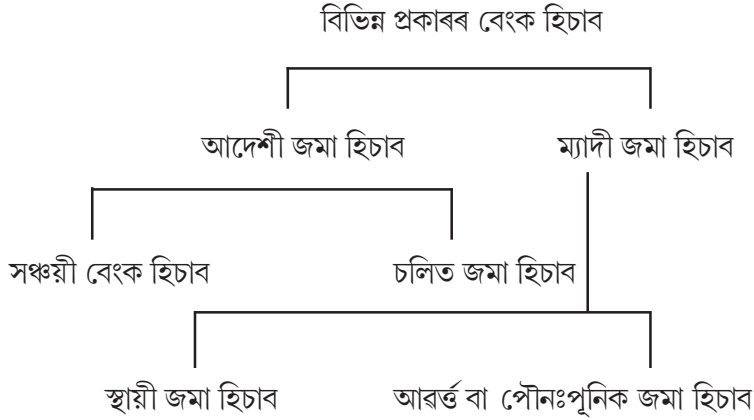 বিভিন্ন প্ৰকাৰৰ বেংক হিচাব
আদেশী জমা হিচাব ম্যাদী জমা হিচাব
সঞ্চয়ী বেংক হিচাব চলিত জমা হিচাব
স্থায়ী জমা হিচাব আৱৰ্ত্ত বা পৌনঃপূনিক জমা হিচাব